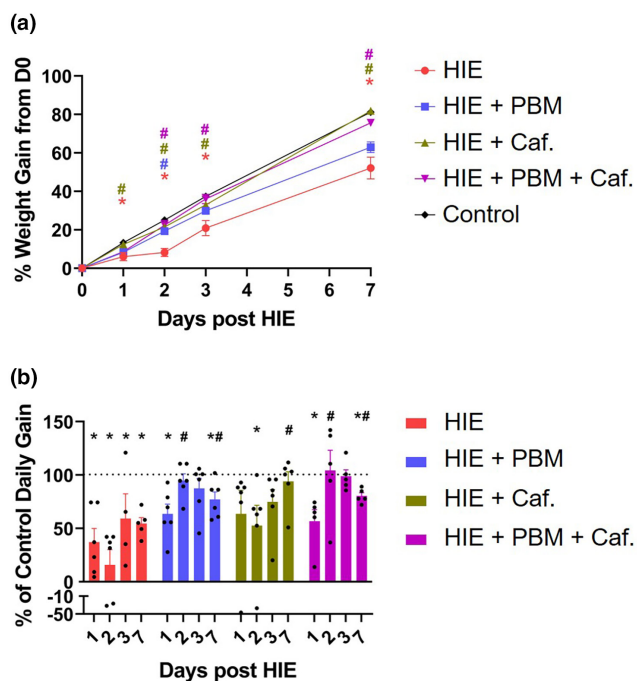 (a)
% Weight Gain from D0
100
80
60
40
20
0
# * # # # * # # * # # *
0 1 2 3 4 5 6 7
Days post HIE
HIE
HIE + PBM
HIE + Caf.
HIE + PBM + Caf.
Control
(b)
% of Control Daily Gain
150
100
50
0
-10
-50
* * * * * # *# * # * # *#
1 2 3 7 1 2 3 7 1 2 3 7 1 2 3 7
Days post HIE
HIE
HIE + PBM
HIE + Caf.
HIE + PBM + Caf.